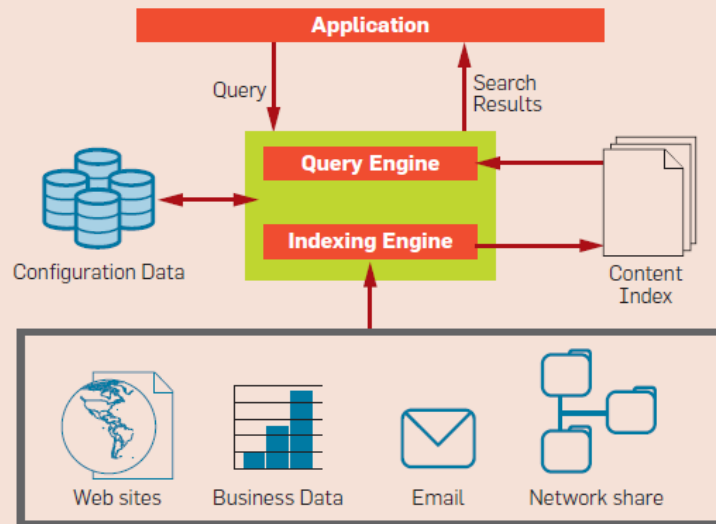 Application
Query
Search
Results
Query Engine
Indexing Engine
Configuration Data
Content
Index
Web sites
Business Data
Email
Network share